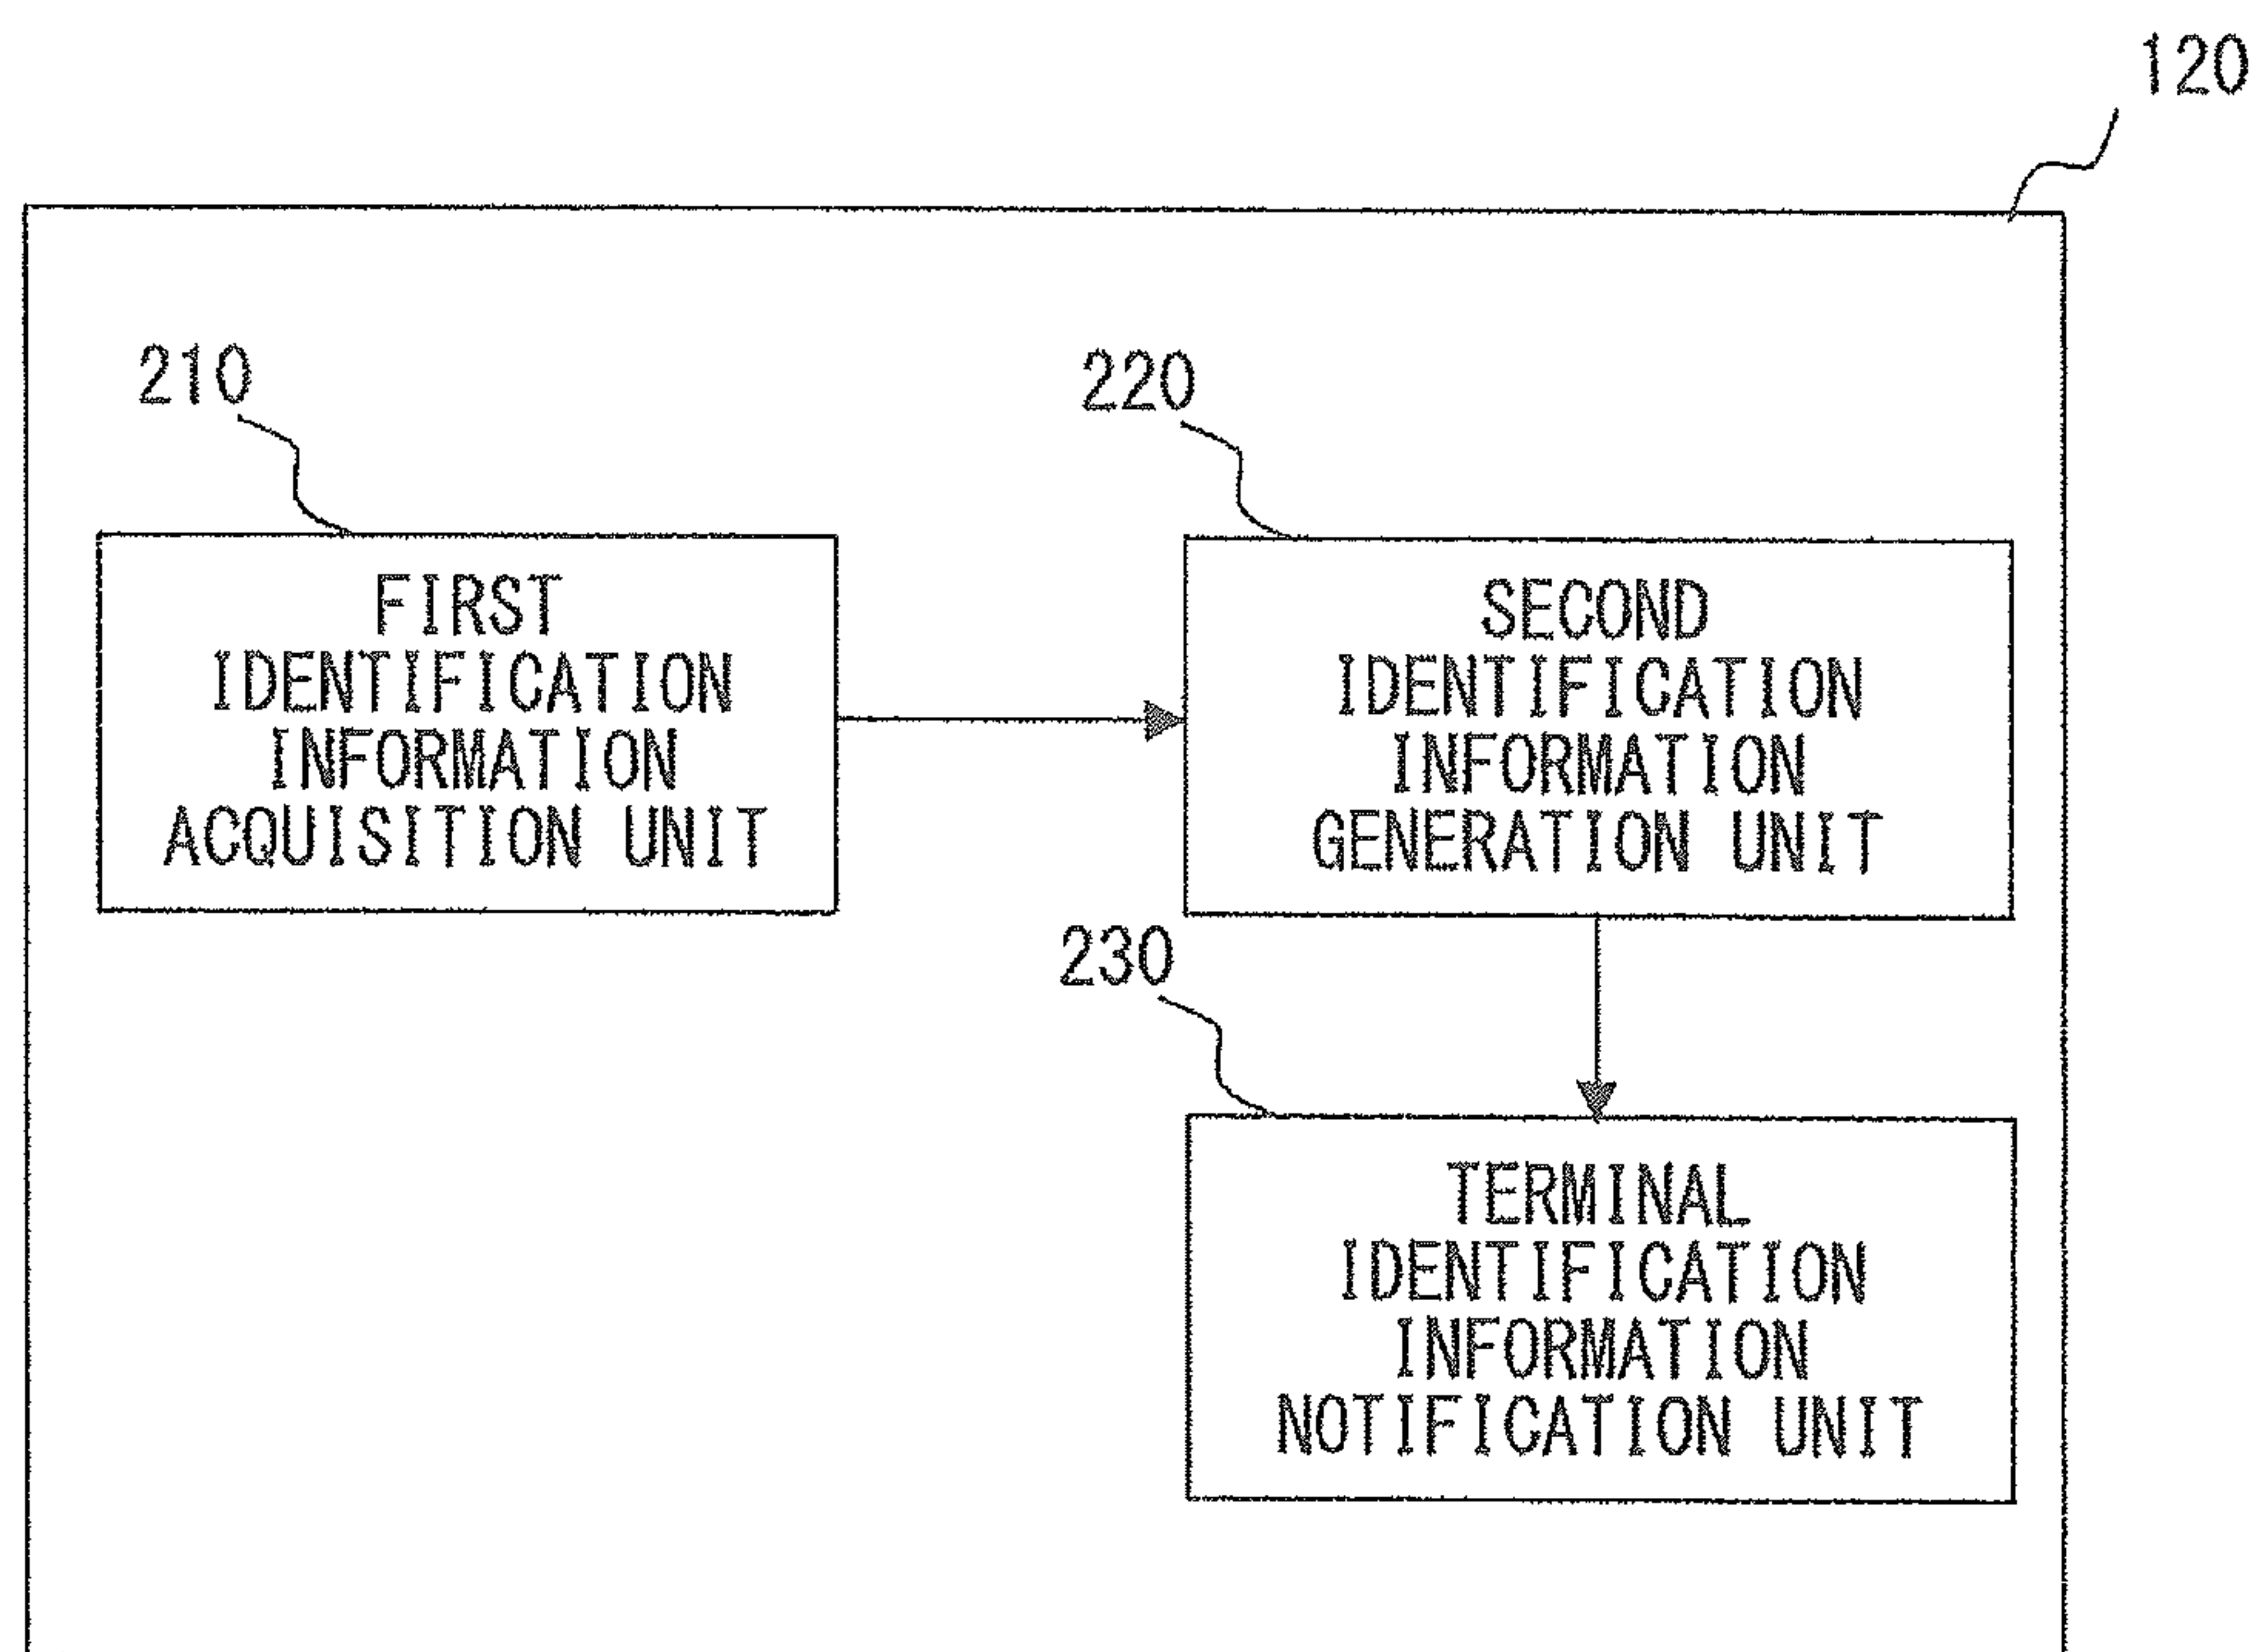 120
210
FIRST
IDENTIFICATION
INFORMATION
ACQUISITION UNIT
220
SECOND
IDENTIFICATION
INFORMATION
GENERATION UNIT
230
TERMINAL
IDENTIFICATION
INFORMATION
NOTIFICATION UNIT